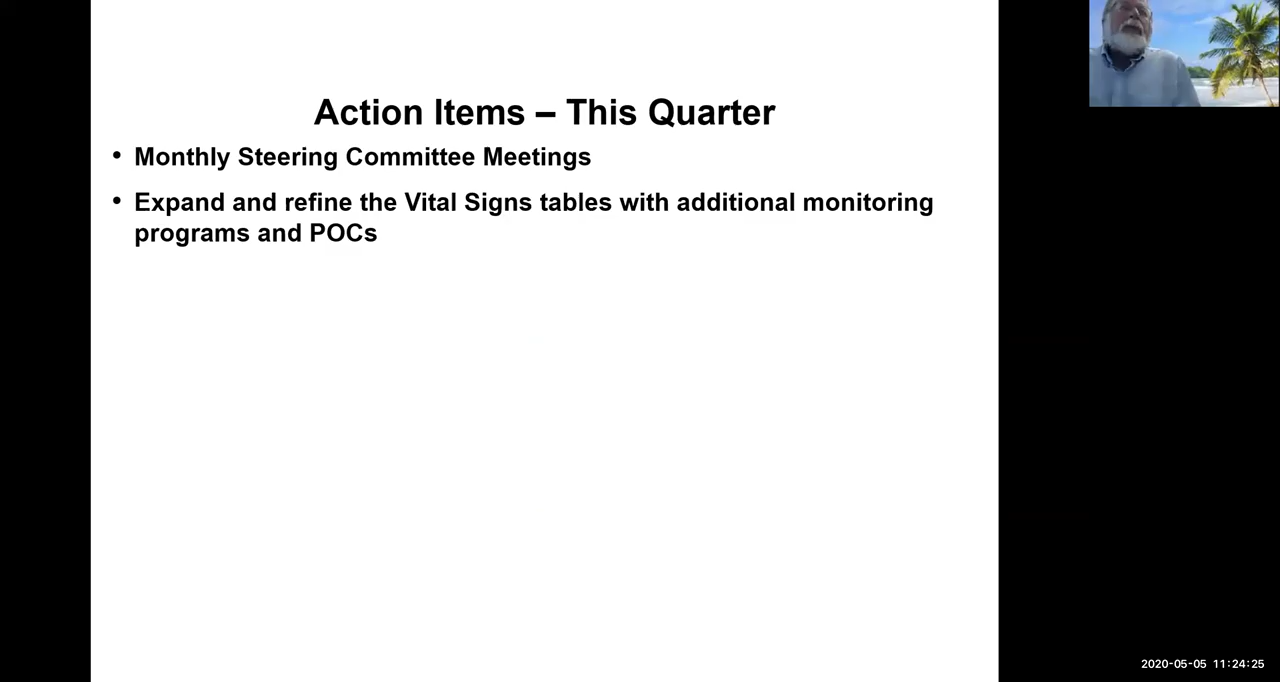 Action Items – This Quarter
• Monthly Steering Committee Meetings
• Expand and refine the Vital Signs tables with additional monitoring
programs and POCs
2020-05-05 11:24:25